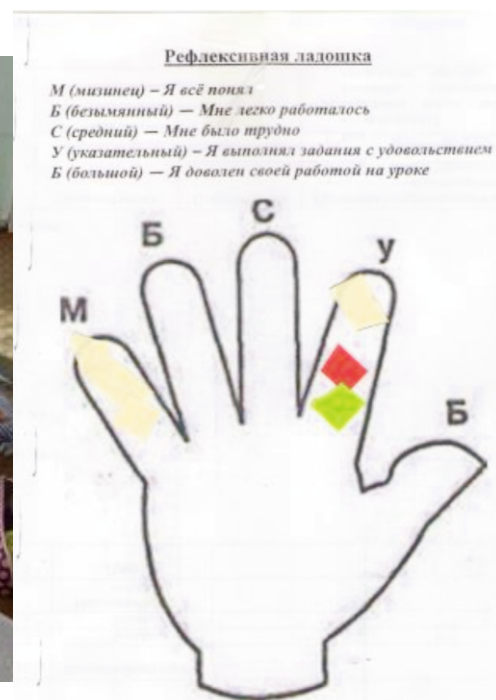 Рефлексивная ладошка
М (мизинец) – Я всё понял
Б (безымянный) — Мне легко работалось
С (средний) — Мне было трудно
У (указательный) – Я выполнял задания с удовольствием
Б (большой) — Я доволен своей работой на уроке
С
Б
У
М
Б